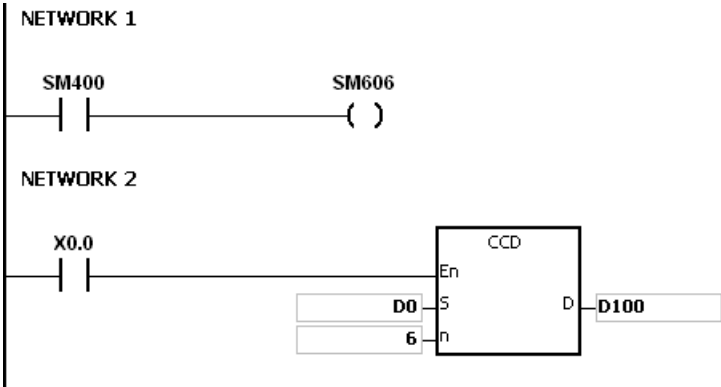 NETWORK 1
SM400 SM606
NETWORK 2
X0.0
CCD
En
D0 S D D100
6 n